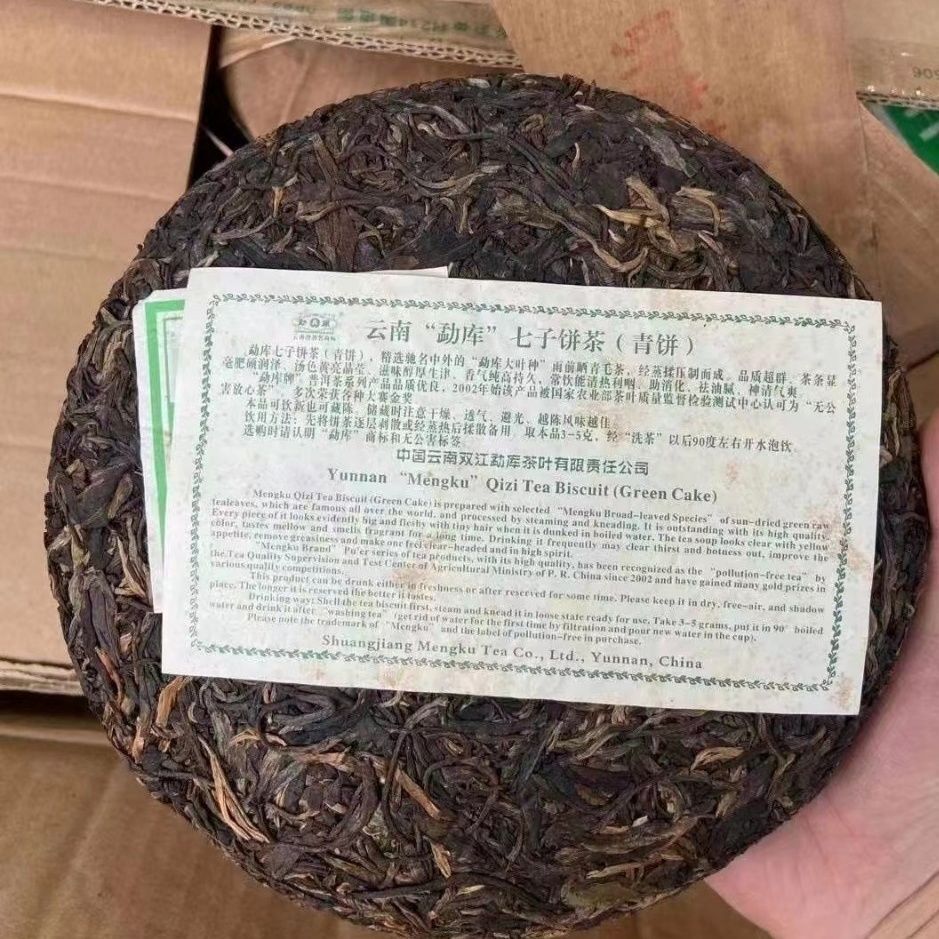 云南“勐库”七子饼茶（青饼）
勐库七子饼茶（青饼），精选驰名中外的“勐库大叶种”雨前晒青毛茶，经蒸揉压制而成，品质超群，茶条显
毫肥硕润泽，汤色黄亮晶莹，滋味醇厚生津，香气纯高持久，常饮能清热利咽、助消化、祛油腻、神清气爽
“勐库牌”普洱茶系列产品品质优良，2002年始该产品被国家农业部茶叶质量监督检验测试中心认可为“无公
害放心茶”，多次荣获各种大赛金奖
本品可饮新也可藏陈，储藏时注意干燥、透气、避光，越陈风味越佳。
饮用方法：先将饼茶逐层剥散或经蒸热后揉散备用，取本品3-5克，经“洗茶”以后90度左右开水泡饮。
选购时请认明“勐库”商标和无公害标签。
中国云南双江勐库茶叶有限责任公司
Yunnan “Mengku” Qizi Tea Biscuit (Green Cake)
Mengku Qizi Tea Biscuit (Green Cake) is prepared with selected “Mengku Broad-leaved Species” of sun-dried green raw
tealeaves, which are famous all over the world, and processed by steaming and kneading. It is outstanding with its high quality.
Every piece of it looks evidently big and fleshy with tiny hair when it is dunked in boiled water. The tea soup looks clear with yellow
color, tastes mellow and smells fragrant for a long time. Drinking it frequently may clear thirst and hotness out, improve the
appetite, remove greasiness and make one feel clear-headed and in high spirit.
“Mengku Brand” Pu'er series of tea products, with its high quality, has been recognized as the “pollution-free tea” by
the Tea Quality Supervision and Test Center of Agricultural Ministry of P. R. China since 2002 and have gained many gold prizes in
various quality competitions.
This product can be drunk either in freshness or after reserved for some time. Please keep it in dry, free-air, and shadow
place. The longer it is reserved the better it tastes.
Drinking way: Shell the tea biscuit first, steam and knead it in loose state ready for use. Take 3-5 grams, put it in 90° boiled
water and drink it after “washing tea” (get rid of water for the first time by filtration and pour new water in the cup).
Please note the trademark of “Mengku” and the label of pollution-free in purchase.
Shuangjiang Mengku Tea Co., Ltd., Yunnan, China